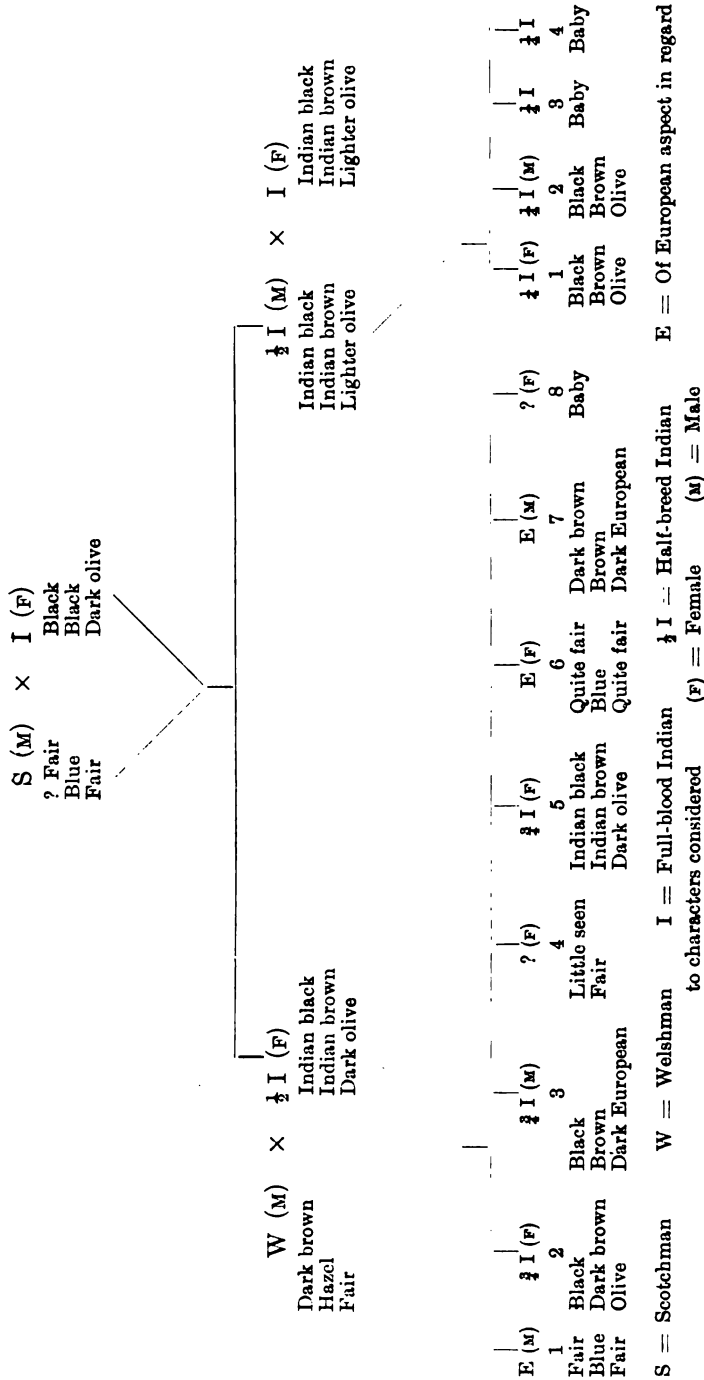 S (M) × I (F)
? Fair Black
Blue Black
Fair Dark olive
W (M) × ½ I (F) ½ I (M) × I (F)
Dark brown Indian black Indian black Indian black
Hazel Indian brown Indian brown Indian brown
Fair Dark olive Lighter olive Lighter olive
E (M) ¾ I (F) ¾ I (M) ? (F) ¾ I (F) E (F) E (M) ? (F) ¼ I (F) ¼ I (M) ¼ I ¼ I
1 2 3 4 5 6 7 8 1 2 3 4
Fair Black Black Little seen Indian black Quite fair Dark brown Baby Black Black Baby Baby
Blue Dark brown Brown Fair Indian brown Blue Brown Brown Brown
Fair Olive Dark European Dark olive Quite fair Dark European Olive Olive
S = Scotchman W = Welshman I = Full-blood Indian ½ I = Half-breed Indian E = Of European aspect in regard
to characters considered (F) = Female (M) = Male